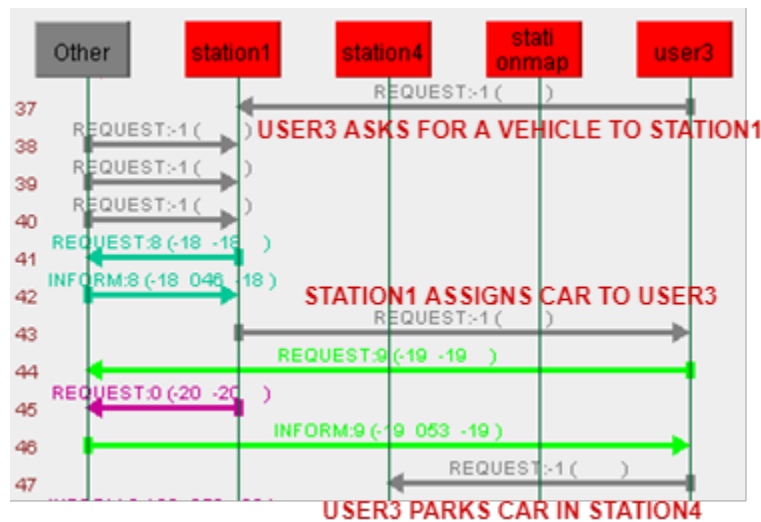 Other station1 station4 stati user3
onmap
REQUEST:-1 ( )
37
USER3 ASKS FOR A VEHICLE TO STATION1
REQUEST:-1 ( )
38
REQUEST:-1 ( )
39
REQUEST:-1 ( )
40
REQUEST:8 (-18 -18 )
41
INFORM:8 (-18 046 -18 )
42
STATION1 ASSIGNS CAR TO USER3
REQUEST:-1 ( )
43
REQUEST:9 (-19 -19 )
44
REQUEST:0 (-20 -20 )
45
INFORM:9 (-19 053 -19 )
46
REQUEST:-1 ( )
47
USER3 PARKS CAR IN STATION4